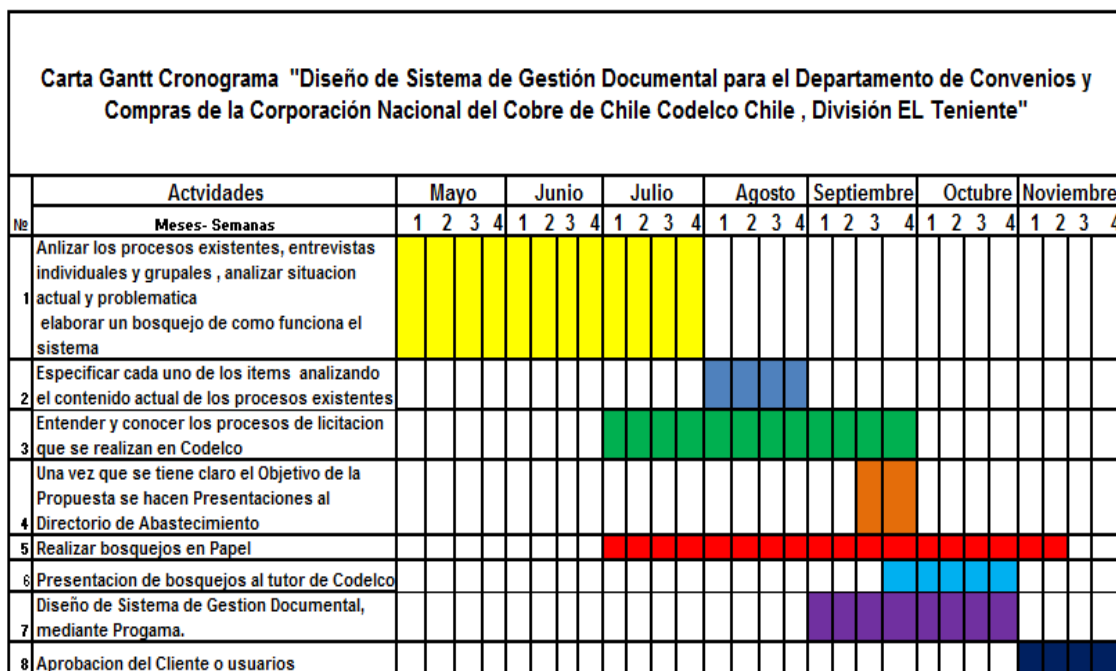 Carta Gantt Cronograma "Diseño de Sistema de Gestión Documental para el Departamento de Convenios y
Compras de la Corporación Nacional del Cobre de Chile Codelco Chile , División EL Teniente"
Actvidades Mayo Junio Julio Agosto Septiembre Octubre Noviembre
Nº Meses- Semanas 1 2 3 4 1 2 3 4 1 2 3 4 1 2 3 4 1 2 3 4 1 2 3 4 1 2 3 4
Anlizar los procesos existentes, entrevistas
individuales y grupales , analizar situacion
1 actual y problematica
elaborar un bosquejo de como funciona el
sistema
Especificar cada uno de los items analizando
2 el contenido actual de los procesos existentes
Entender y conocer los procesos de licitacion
3 que se realizan en Codelco
Una vez que se tiene claro el Objetivo de la
Propuesta se hacen Presentaciones al
4 Directorio de Abastecimiento
5 Realizar bosquejos en Papel
6 Presentacion de bosquejos al tutor de Codelco
Diseño de Sistema de Gestion Documental,
7 mediante Progama.
8 Aprobacion del Cliente o usuarios